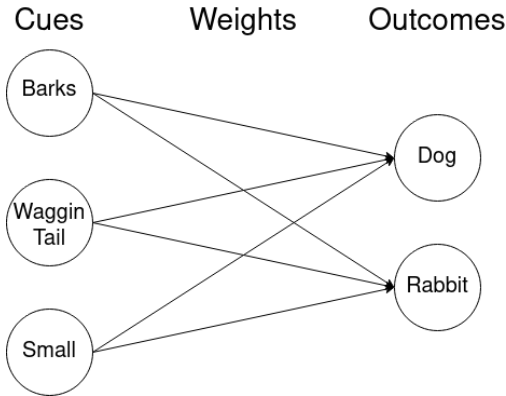 Cues Weights Outcomes
Barks
Dog
Waggin
Tail
Rabbit
Small